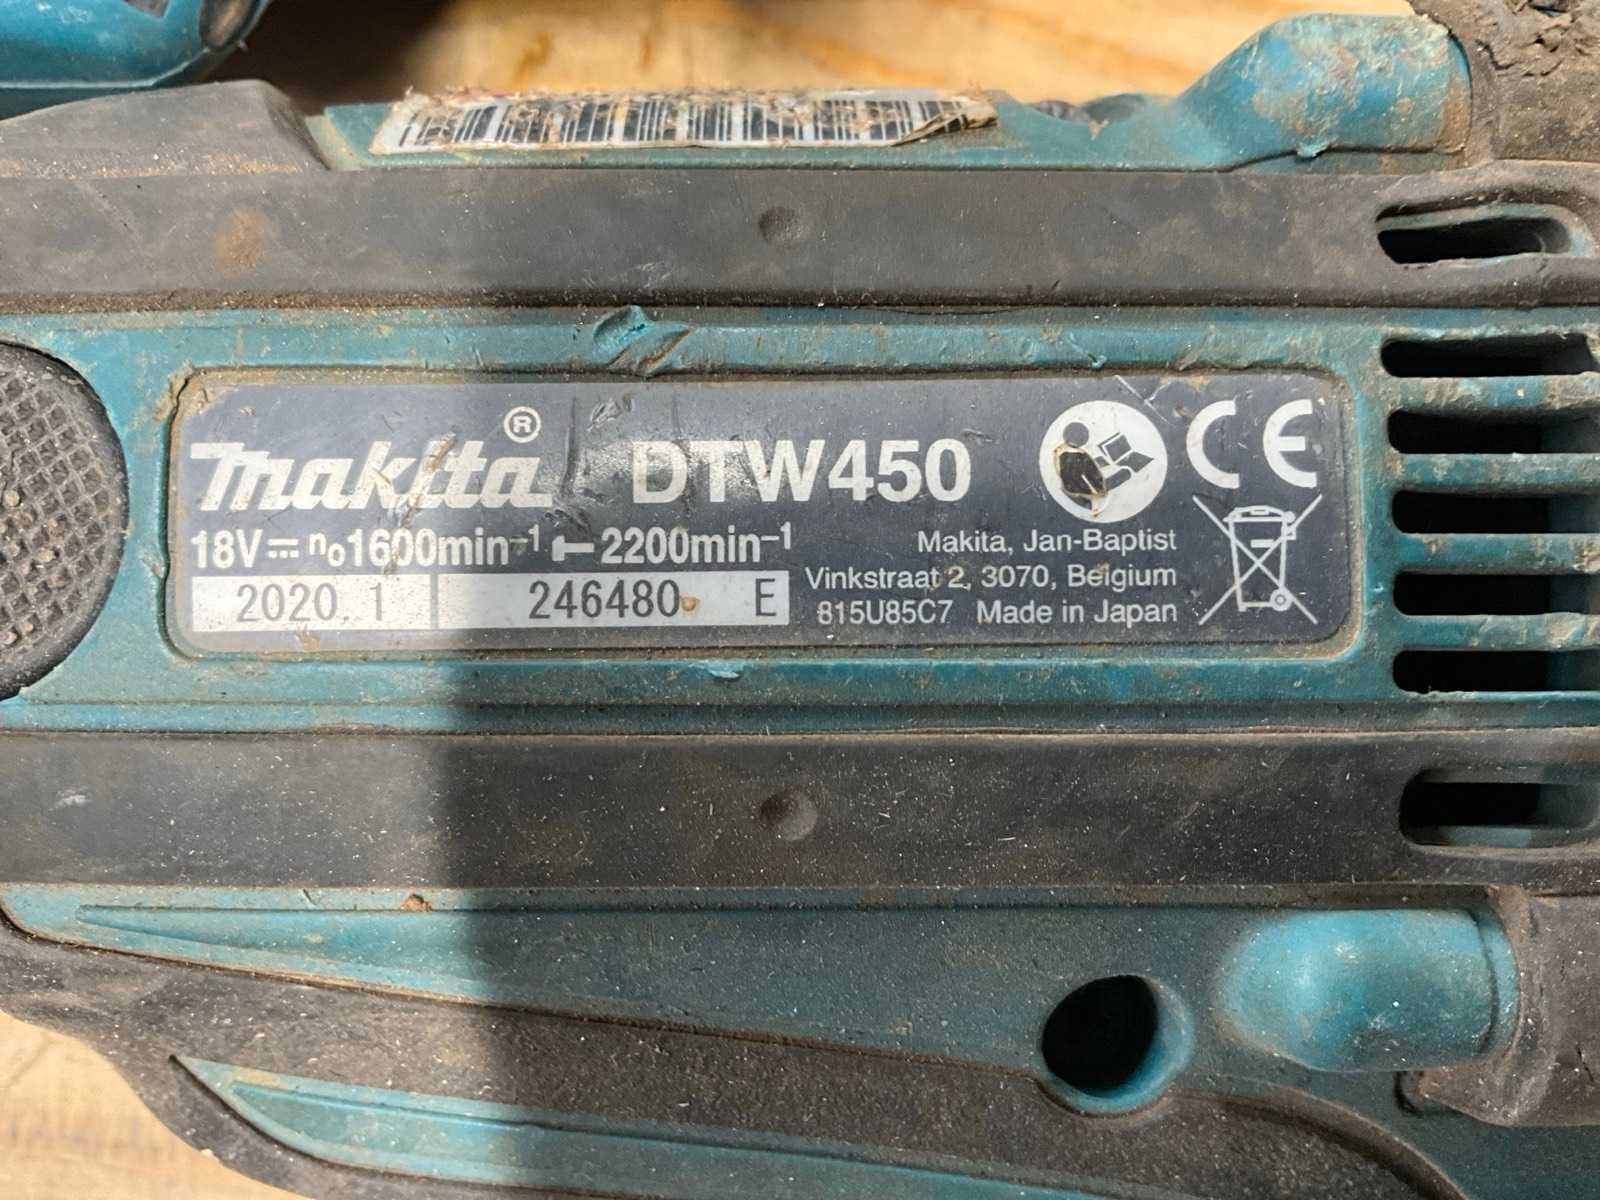 makita® DTW450
18V⎓ n₀1600min⁻¹ 2200min⁻¹
2020. 1 246480 E
CE
Makita, Jan-Baptist
Vinkstraat 2, 3070, Belgium
815U85C7 Made in Japan